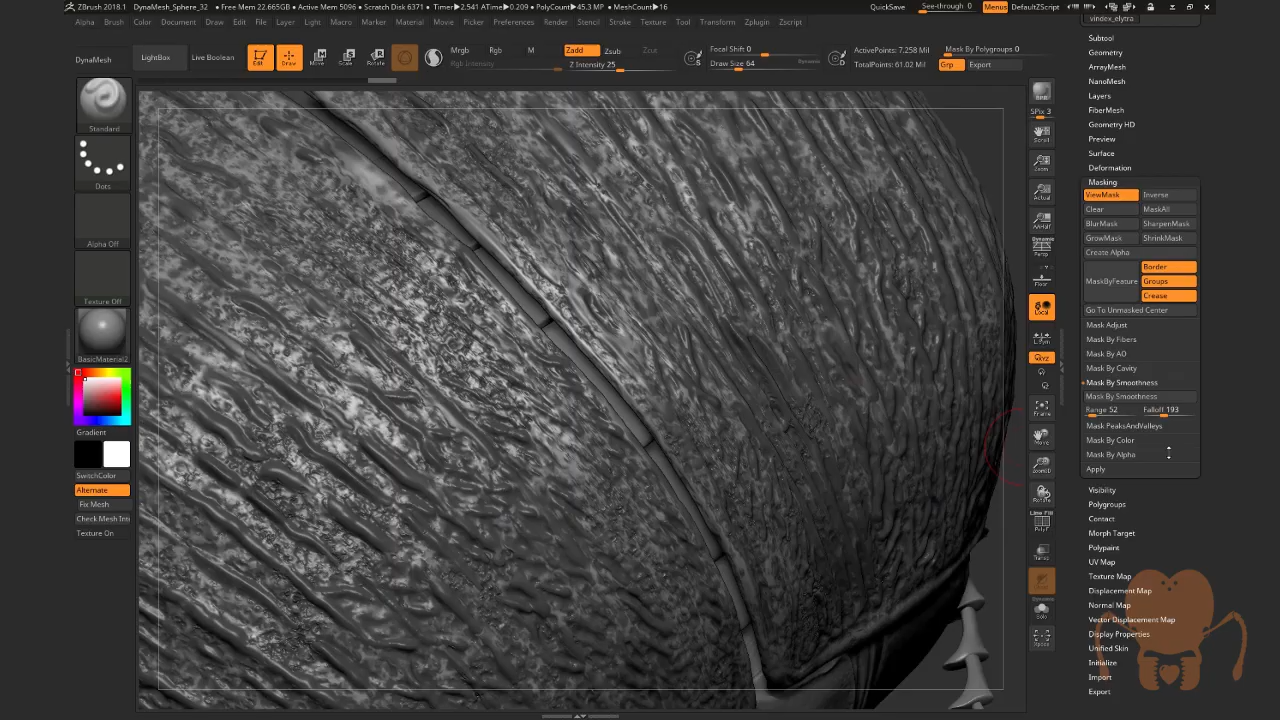 ZBrush 2018.1 DynaMesh_Sphere_32 • Free Mem 22.665GB • Active Mem 5096 • Scratch Disk 6371 • Timer▶2.541 ATime▶0.209 • PolyCount▶45.3 MP • MeshCount▶16
QuickSave See-through 0 Menus DefaultZScript
Alpha Brush Color Document Draw Edit File Layer Light Macro Marker Material Movie Picker Preferences Render Stencil Stroke Texture Tool Transform Zplugin Zscript
DynaMesh LightBox Live Boolean Edit Draw Move Scale Rotate
Mrgb Rgb M
Rgb Intensity
Zadd Zsub Zcut
Z Intensity 25
Focal Shift 0
Draw Size 64 Dynamic
ActivePoints: 7.258 Mil
TotalPoints: 61.02 Mil
Mask By Polygroups 0
Grp Export
Standard
Dots
Alpha Off
Texture Off
BasicMaterial2
Gradient
SwitchColor
Alternate
Fix Mesh
Check Mesh Int
Texture On
BPR
SPix 3
Scroll
Zoom
Actual
AAHalf
Dynamic
Persp
Floor
Local
L.Sym
Xyz
Frame
Move
Zoom3D
Rotate
Line Fill
PolyF
Transp
Dynamic
Solo
Xpose
vindex_elytra
Subtool
Geometry
ArrayMesh
NanoMesh
Layers
FiberMesh
Geometry HD
Preview
Surface
Deformation
Masking
ViewMask Inverse
Clear MaskAll
BlurMask SharpenMask
GrowMask ShrinkMask
Create Alpha
MaskByFeature Border
Groups
Crease
Go To Unmasked Center
Mask Adjust
Mask By Fibers
Mask By AO
Mask By Cavity
Mask By Smoothness
Mask By Smoothness
Range 52 Falloff 193
Mask PeaksAndValleys
Mask By Color
Mask By Alpha
Apply
Visibility
Polygroups
Contact
Morph Target
Polypaint
UV Map
Texture Map
Displacement Map
Normal Map
Vector Displacement Map
Display Properties
Unified Skin
Initialize
Import
Export